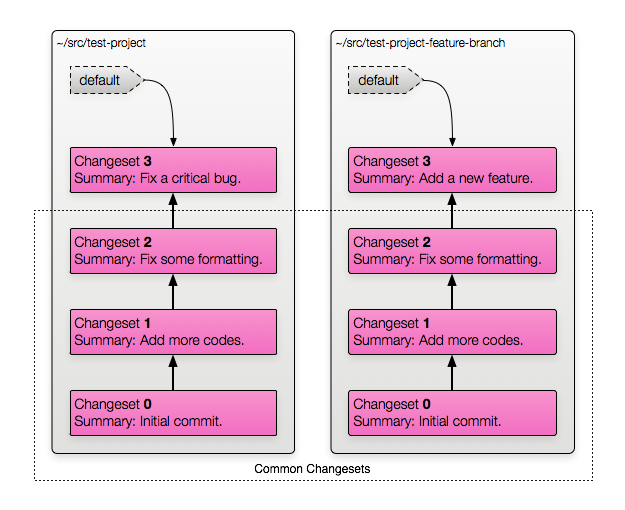 ~/src/test-project
default
Changeset 3
Summary: Fix a critical bug.
Changeset 2
Summary: Fix some formatting.
Changeset 1
Summary: Add more codes.
Changeset 0
Summary: Initial commit.
~/src/test-project-feature-branch
default
Changeset 3
Summary: Add a new feature.
Changeset 2
Summary: Fix some formatting.
Changeset 1
Summary: Add more codes.
Changeset 0
Summary: Initial commit.
Common Changesets